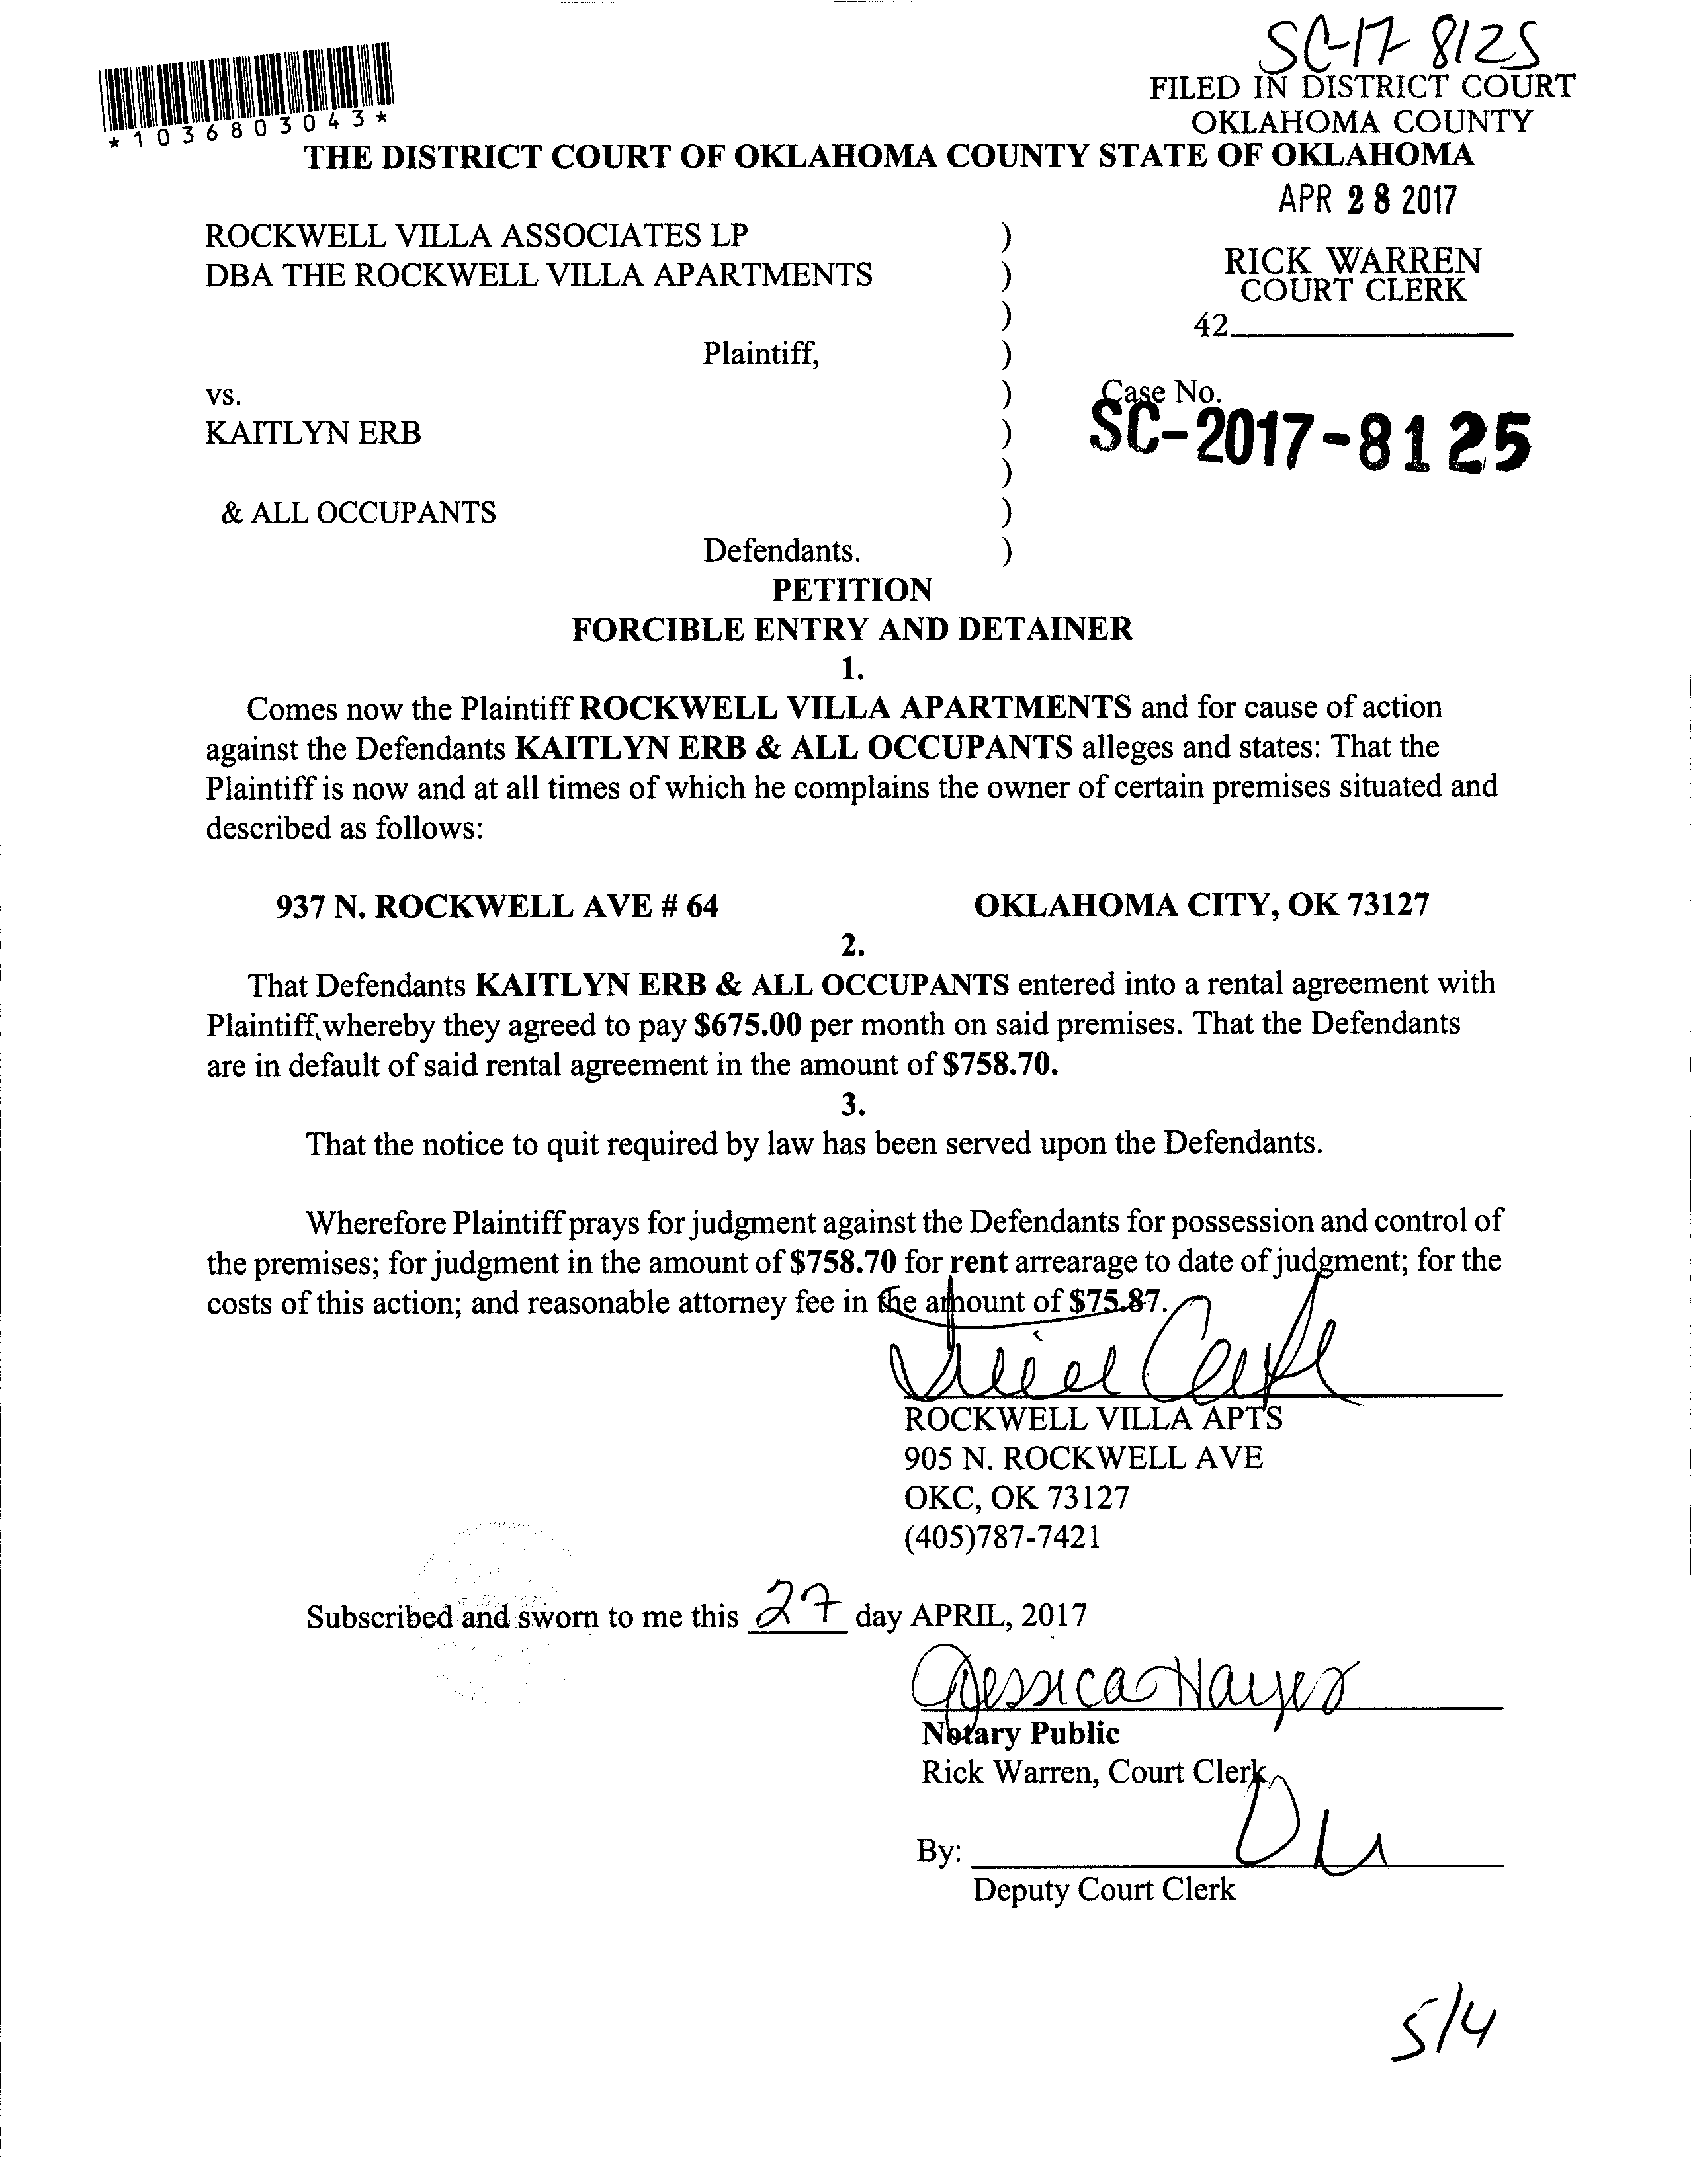 SC-17-8125
FILED IN DISTRICT COURT
OKLAHOMA COUNTY
*1036803043*
THE DISTRICT COURT OF OKLAHOMA COUNTY STATE OF OKLAHOMA
APR 28 2017
ROCKWELL VILLA ASSOCIATES LP )
DBA THE ROCKWELL VILLA APARTMENTS )
RICK WARREN
COURT CLERK
)
42
Plaintiff, )
vs. )
Case No.
KAITLYN ERB )
SC-2017-8125
)
& ALL OCCUPANTS )
Defendants. )
PETITION
FORCIBLE ENTRY AND DETAINER
1.
Comes now the Plaintiff ROCKWELL VILLA APARTMENTS and for cause of action
against the Defendants KAITLYN ERB & ALL OCCUPANTS alleges and states: That the
Plaintiff is now and at all times of which he complains the owner of certain premises situated and
described as follows:
937 N. ROCKWELL AVE # 64 OKLAHOMA CITY, OK 73127
2.
That Defendants KAITLYN ERB & ALL OCCUPANTS entered into a rental agreement with
Plaintiff, whereby they agreed to pay $675.00 per month on said premises. That the Defendants
are in default of said rental agreement in the amount of $758.70.
3.
That the notice to quit required by law has been served upon the Defendants.
Wherefore Plaintiff prays for judgment against the Defendants for possession and control of
the premises; for judgment in the amount of $758.70 for rent arrearage to date of judgment; for the
costs of this action; and reasonable attorney fee in the amount of $75.87.
ROCKWELL VILLA APTS
905 N. ROCKWELL AVE
OKC, OK 73127
(405)787-7421
Subscribed and sworn to me this 27 day APRIL, 2017
Jessica Hayes
Notary Public
Rick Warren, Court Clerk
By:
Deputy Court Clerk
5/4